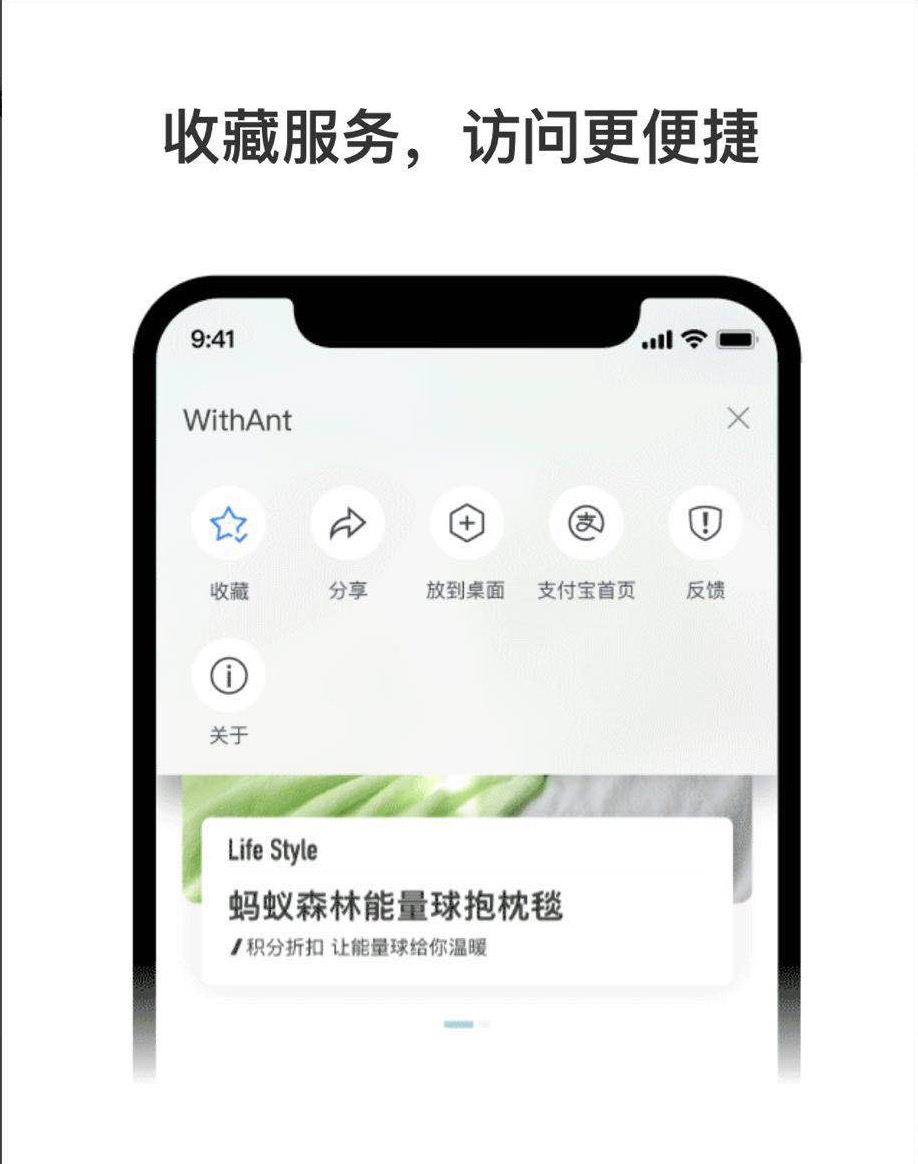 收藏服务，访问更便捷
9:41
WithAnt
收藏 分享 放到桌面 支付宝首页 反馈
关于
Life Style
蚂蚁森林能量球抱枕毯
积分折扣 让能量球给你温暖